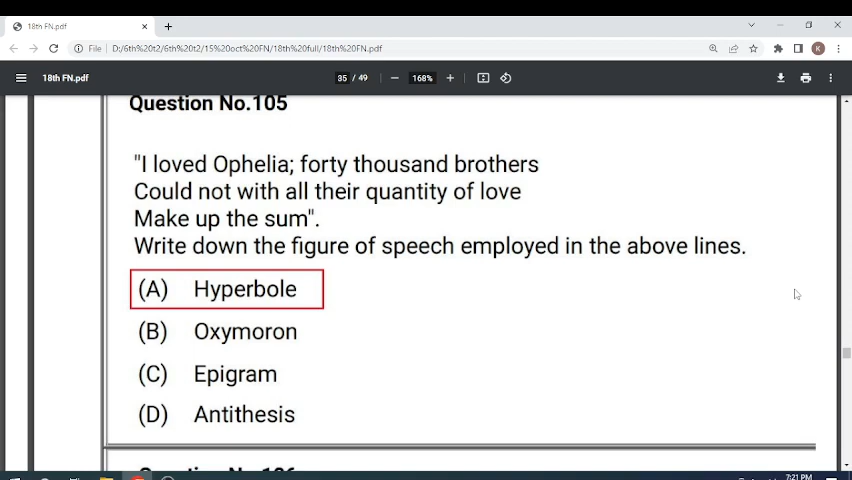 18th FN.pdf
File
D:/6th%20t2/6th%20t2/15%20oct%20FN/18th%20full/18th%20FN.pdf
K
18th FN.pdf
35 / 49
168%
Question No.105
"I loved Ophelia; forty thousand brothers
Could not with all their quantity of love
Make up the sum".
Write down the figure of speech employed in the above lines.
(A) Hyperbole
(B) Oxymoron
(C) Epigram
(D) Antithesis
7:21 PM